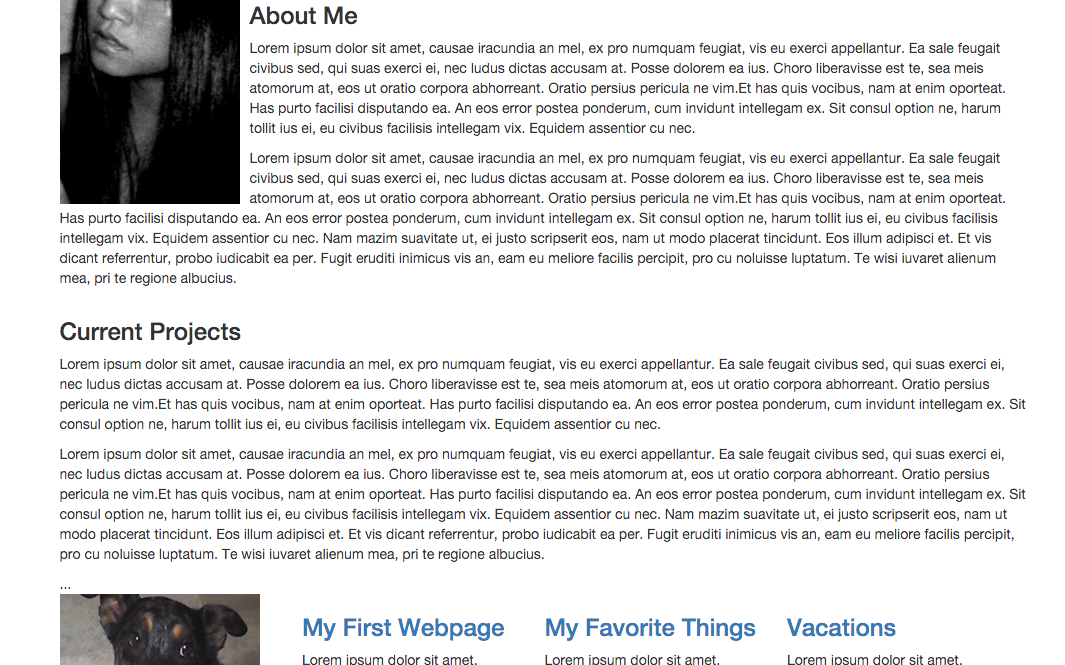 About Me
Lorem ipsum dolor sit amet, causae iracundia an mel, ex pro numquam feugiat, vis eu exerci appellantur. Ea sale feugait
civibus sed, qui suas exerci ei, nec ludus dictas accusam at. Posse dolorem ea ius. Choro liberavisse est te, sea meis
atomorum at, eos ut oratio corpora abhorreant. Oratio persius pericula ne vim.Et has quis vocibus, nam at enim oporteat.
Has purto facilisi disputando ea. An eos error postea ponderum, cum invidunt intellegam ex. Sit consul option ne, harum
tollit ius ei, eu civibus facilisis intellegam vix. Equidem assentior cu nec.
Lorem ipsum dolor sit amet, causae iracundia an mel, ex pro numquam feugiat, vis eu exerci appellantur. Ea sale feugait
civibus sed, qui suas exerci ei, nec ludus dictas accusam at. Posse dolorem ea ius. Choro liberavisse est te, sea meis
atomorum at, eos ut oratio corpora abhorreant. Oratio persius pericula ne vim.Et has quis vocibus, nam at enim oporteat.
Has purto facilisi disputando ea. An eos error postea ponderum, cum invidunt intellegam ex. Sit consul option ne, harum tollit ius ei, eu civibus facilisis
intellegam vix. Equidem assentior cu nec. Nam mazim suavitate ut, ei justo scripserit eos, nam ut modo placerat tincidunt. Eos illum adipisci et. Et vis
dicant referrentur, probo iudicabit ea per. Fugit eruditi inimicus vis an, eam eu meliore facilis percipit, pro cu noluisse luptatum. Te wisi iuvaret alienum
mea, pri te regione albucius.
Current Projects
Lorem ipsum dolor sit amet, causae iracundia an mel, ex pro numquam feugiat, vis eu exerci appellantur. Ea sale feugait civibus sed, qui suas exerci ei,
nec ludus dictas accusam at. Posse dolorem ea ius. Choro liberavisse est te, sea meis atomorum at, eos ut oratio corpora abhorreant. Oratio persius
pericula ne vim.Et has quis vocibus, nam at enim oporteat. Has purto facilisi disputando ea. An eos error postea ponderum, cum invidunt intellegam ex. Sit
consul option ne, harum tollit ius ei, eu civibus facilisis intellegam vix. Equidem assentior cu nec.
Lorem ipsum dolor sit amet, causae iracundia an mel, ex pro numquam feugiat, vis eu exerci appellantur. Ea sale feugait civibus sed, qui suas exerci ei,
nec ludus dictas accusam at. Posse dolorem ea ius. Choro liberavisse est te, sea meis atomorum at, eos ut oratio corpora abhorreant. Oratio persius
pericula ne vim.Et has quis vocibus, nam at enim oporteat. Has purto facilisi disputando ea. An eos error postea ponderum, cum invidunt intellegam ex. Sit
consul option ne, harum tollit ius ei, eu civibus facilisis intellegam vix. Equidem assentior cu nec. Nam mazim suavitate ut, ei justo scripserit eos, nam ut
modo placerat tincidunt. Eos illum adipisci et. Et vis dicant referrentur, probo iudicabit ea per. Fugit eruditi inimicus vis an, eam eu meliore facilis percipit,
pro cu noluisse luptatum. Te wisi iuvaret alienum mea, pri te regione albucius.
...
My First Webpage
Lorem ipsum dolor sit amet,
My Favorite Things
Lorem ipsum dolor sit amet,
Vacations
Lorem ipsum dolor sit amet,